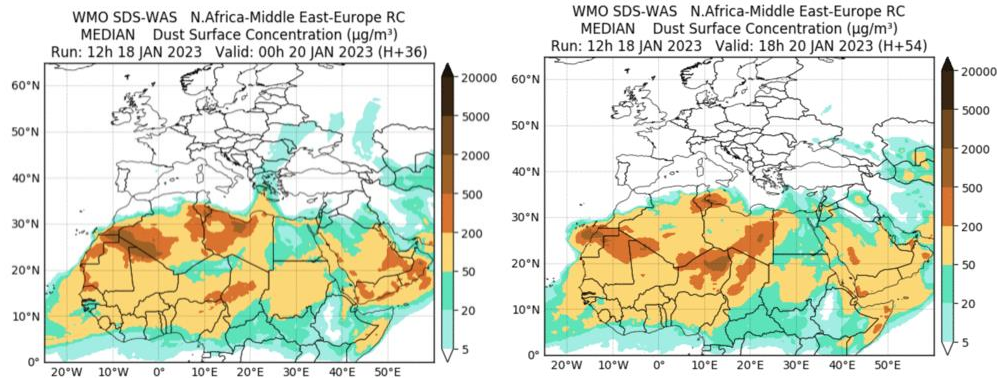 WMO SDS-WAS   N.Africa-Middle East-Europe RC
MEDIAN    Dust Surface Concentration (µg/m³)
Run: 12h 18 JAN 2023   Valid: 00h 20 JAN 2023 (H+36)
60°N
50°N
40°N
30°N
20°N
10°N
0°
20°W
10°W
0°
10°E
20°E
30°E
40°E
50°E
20000
5000
2000
500
200
50
20
5
WMO SDS-WAS   N.Africa-Middle East-Europe RC
MEDIAN    Dust Surface Concentration (µg/m³)
Run: 12h 18 JAN 2023   Valid: 18h 20 JAN 2023 (H+54)
60°N
50°N
40°N
30°N
20°N
10°N
0°
20°W
10°W
0°
10°E
20°E
30°E
40°E
50°E
20000
5000
2000
500
200
50
20
5